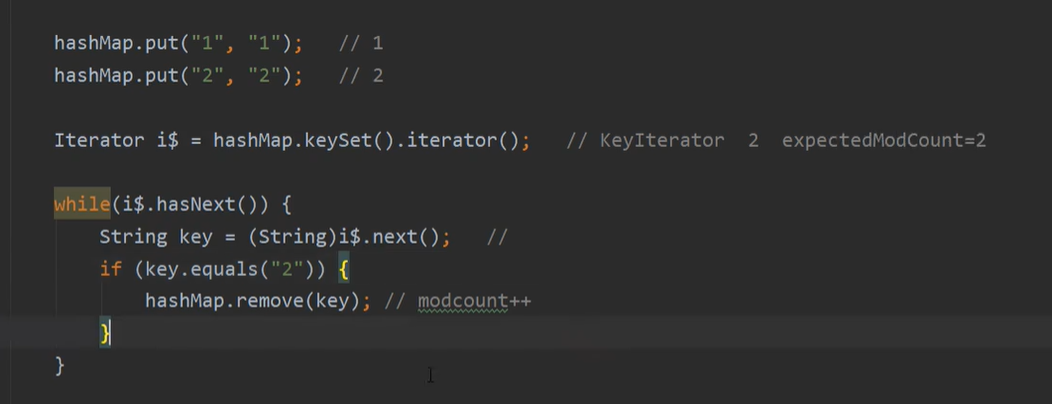 hashMap.put("1", "1");   // 1
hashMap.put("2", "2");   // 2
Iterator i$ = hashMap.keySet().iterator();   // KeyIterator  2  expectedModCount=2
while(i$.hasNext()) {
String key = (String)i$.next();   //
if (key.equals("2")) {
hashMap.remove(key); // modcount++
}
}